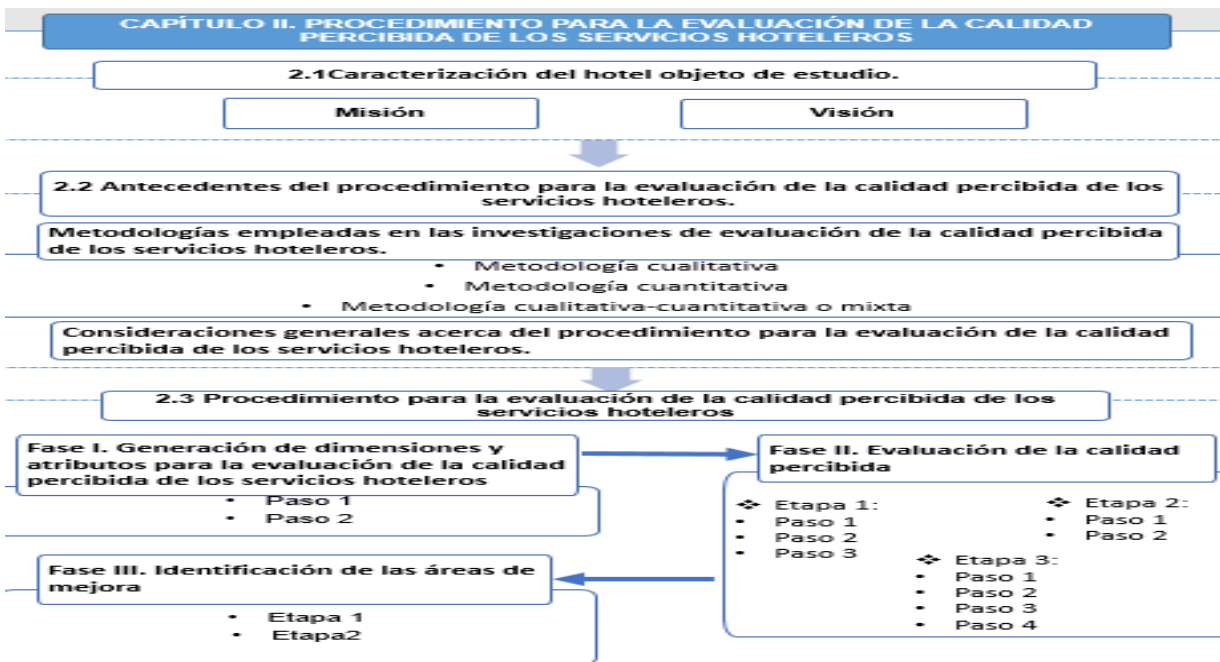 CAPÍTULO II. PROCEDIMIENTO PARA LA EVALUACIÓN DE LA CALIDAD
PERCIBIDA DE LOS SERVICIOS HOTELEROS
2.1Caracterización del hotel objeto de estudio.
Misión
Visión
2.2 Antecedentes del procedimiento para la evaluación de la calidad percibida de los
servicios hoteleros.
Metodologías empleadas en las investigaciones de evaluación de la calidad percibida
de los servicios hoteleros.
• Metodología cualitativa
• Metodología cuantitativa
• Metodología cualitativa-cuantitativa o mixta
Consideraciones generales acerca del procedimiento para la evaluación de la calidad
percibida de los servicios hoteleros.
2.3 Procedimiento para la evaluación de la calidad percibida de los
servicios hoteleros
Fase I. Generación de dimensiones y
atributos para la evaluación de la calidad
percibida de los servicios hoteleros
• Paso 1
• Paso 2
Fase II. Evaluación de la calidad
percibida
❖ Etapa 1:
• Paso 1
• Paso 2
• Paso 3
❖ Etapa 2:
• Paso 1
• Paso 2
❖ Etapa 3:
• Paso 1
• Paso 2
• Paso 3
• Paso 4
Fase III. Identificación de las áreas de
mejora
• Etapa 1
• Etapa2